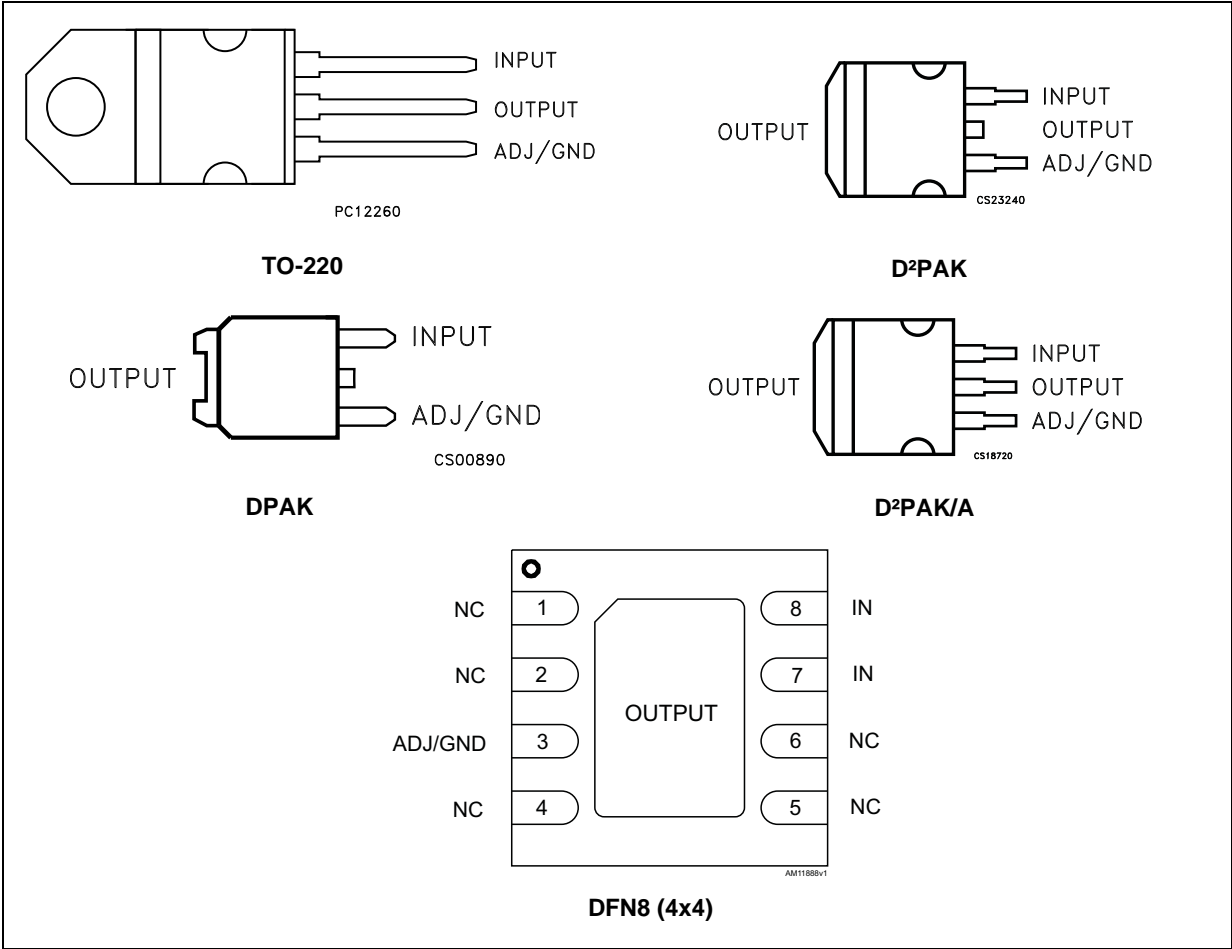 INPUT
OUTPUT
ADJ/GND
PC12260
TO-220
OUTPUT
INPUT
OUTPUT
ADJ/GND
CS23240
D²PAK
OUTPUT
INPUT
ADJ/GND
CS00890
DPAK
OUTPUT
INPUT
OUTPUT
ADJ/GND
CS18720
D²PAK/A
NC 1 8 IN
NC 2 7 IN
OUTPUT
ADJ/GND 3 6 NC
NC 4 5 NC
AM11888v1
DFN8 (4x4)